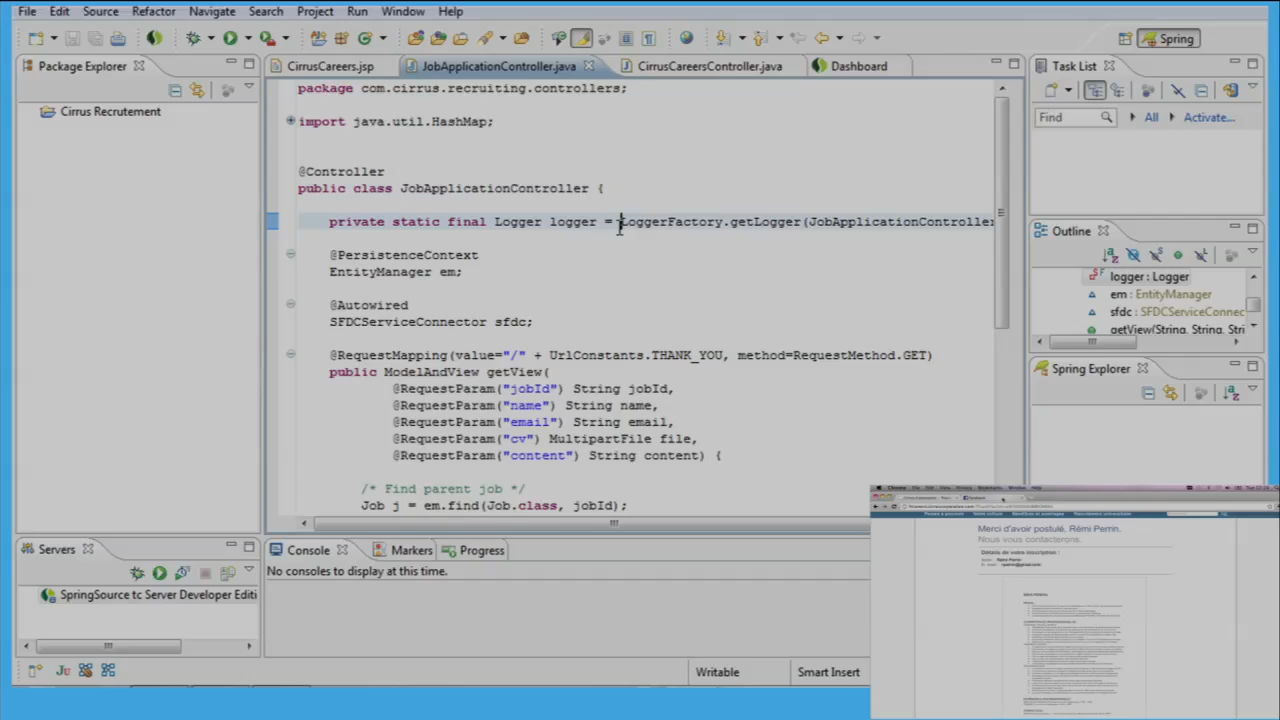 File Edit Source Refactor Navigate Search Project Run Window Help
Spring
Package Explorer
Cirrus Recrutement
CirrusCareers.jsp
JobApplicationController.java
CirrusCareersController.java
Dashboard
package com.cirrus.recruiting.controllers;
import java.util.HashMap;
@Controller
public class JobApplicationController {
private static final Logger logger = LoggerFactory.getLogger(JobApplicationController
@PersistenceContext
EntityManager em;
@Autowired
SFDCServiceConnector sfdc;
@RequestMapping(value="/" + UrlConstants.THANK_YOU, method=RequestMethod.GET)
public ModelAndView getView(
@RequestParam("jobId") String jobId,
@RequestParam("name") String name,
@RequestParam("email") String email,
@RequestParam("cv") MultipartFile file,
@RequestParam("content") String content) {
/* Find parent job */
Job j = em.find(Job.class, jobId);
Task List
Find
All
Activate...
Outline
logger : Logger
em : EntityManager
sfdc : SFDCServiceConnec
getView(String, String, Stri
Spring Explorer
Servers
SpringSource tc Server Developer Editi
Ju
Console
Markers
Progress
No consoles to display at this time.
Writable
Smart Insert
Merci d'avoir postulé, Rémi Perrin.
Nous vous contacterons.
Détails de votre inscription :